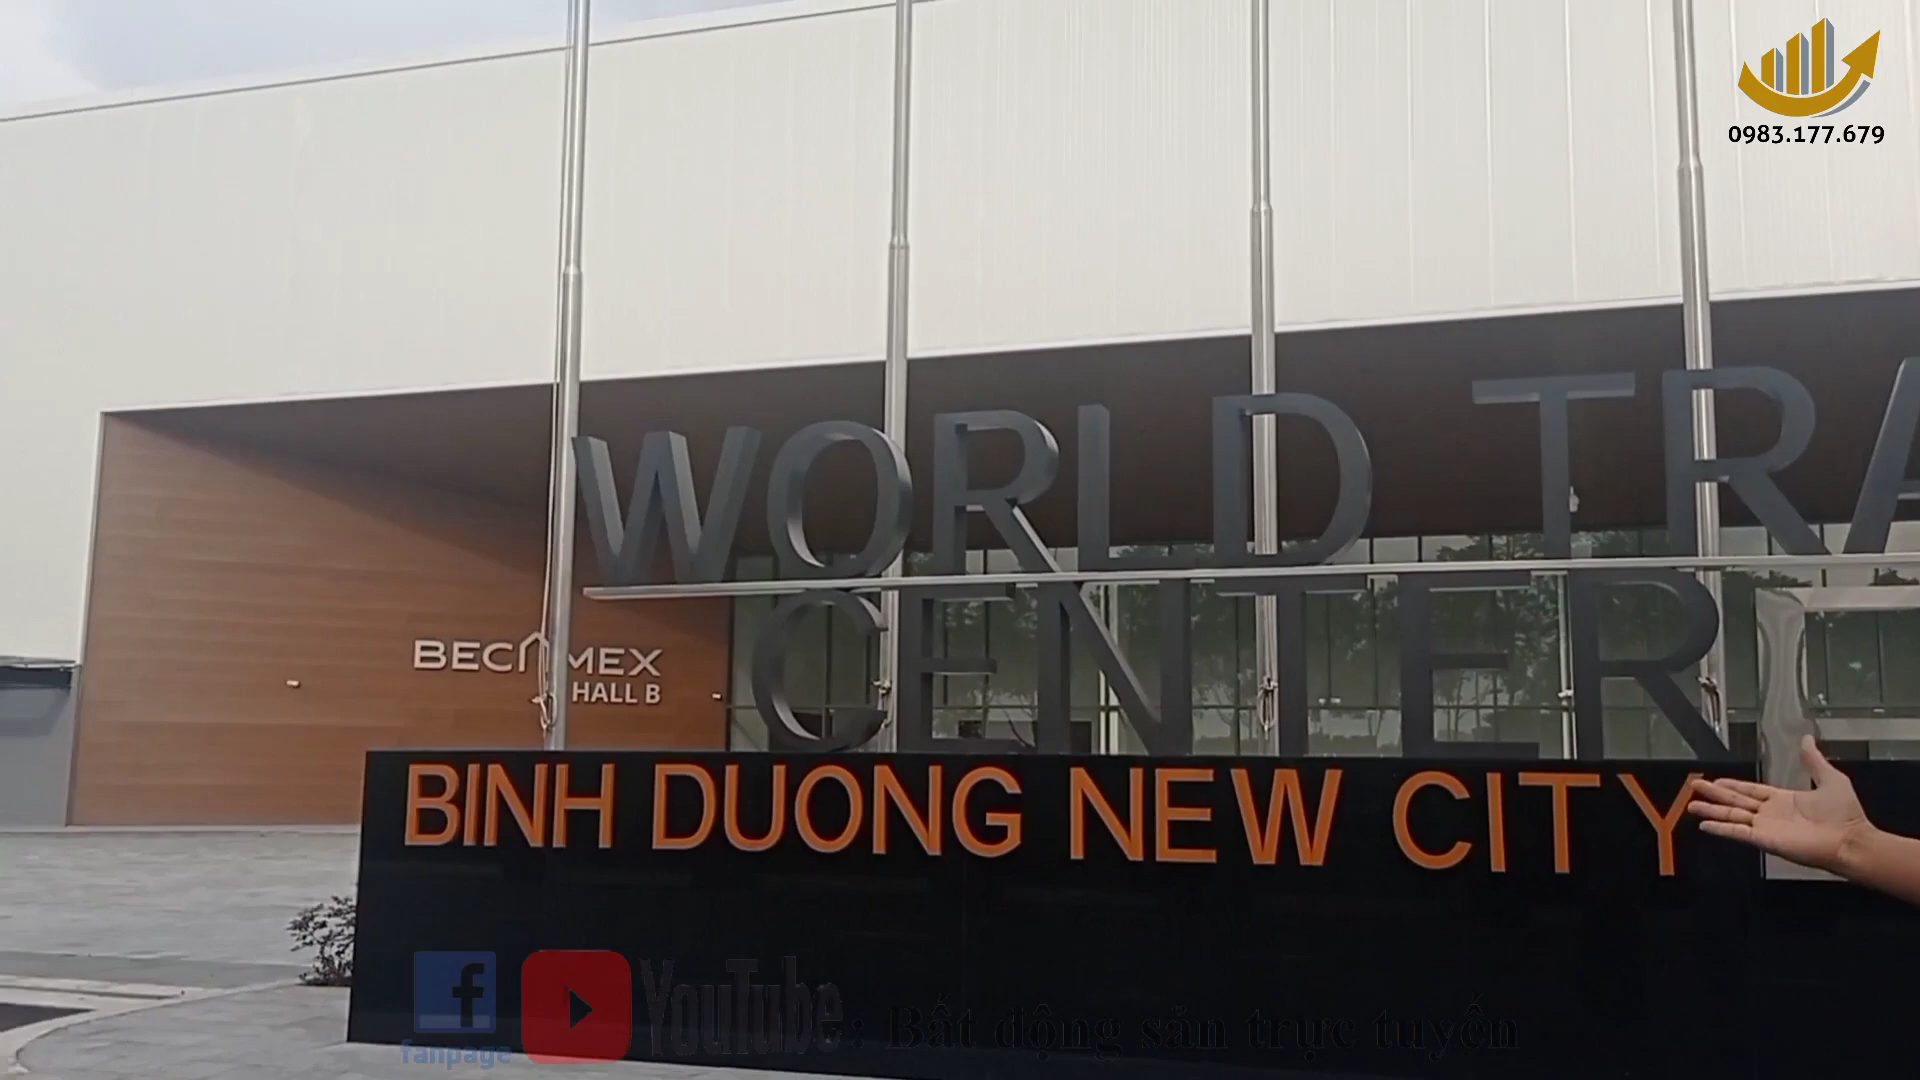 0983.177.679
WORLD TRA
CENTER
BECAMEX
HALL B
BINH DUONG NEW CITY
fanpage
YouTube : Bất động sản trực tuyến